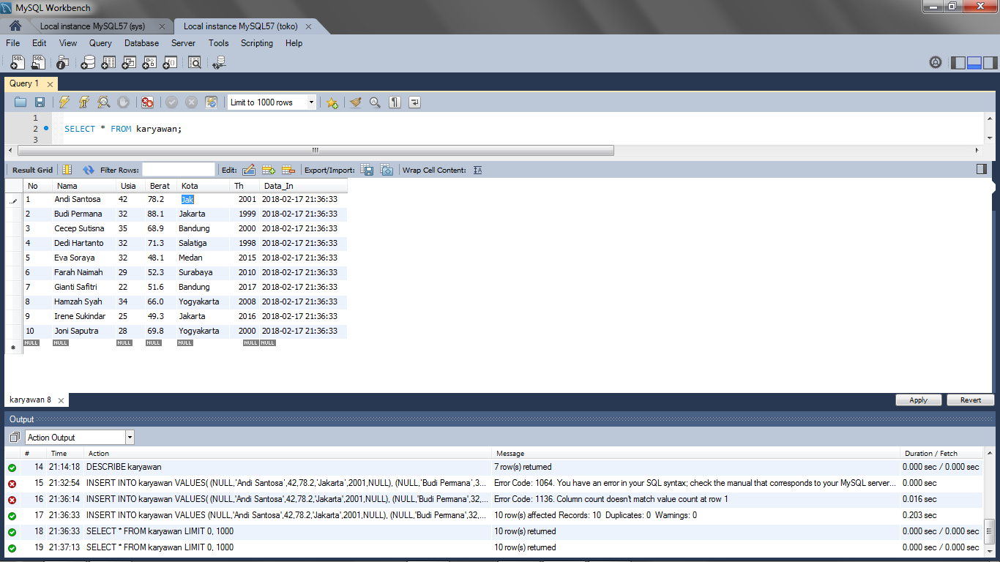 MySQL Workbench
Local instance MySQL57 (sys)
Local instance MySQL57 (toko)
File Edit View Query Database Server Tools Scripting Help
Query 1
Limit to 1000 rows
1
2 SELECT * FROM karyawan;
3
Result Grid Filter Rows: Edit: Export/Import: Wrap Cell Content: IA
No Nama Usia Berat Kota Th Data_In
1 Andi Santosa 42 78.2 Jak 2001 2018-02-17 21:36:33
2 Budi Permana 32 88.1 Jakarta 1999 2018-02-17 21:36:33
3 Cecep Sutisna 35 68.9 Bandung 2000 2018-02-17 21:36:33
4 Dedi Hartanto 32 71.3 Salatiga 1998 2018-02-17 21:36:33
5 Eva Soraya 32 48.1 Medan 2015 2018-02-17 21:36:33
6 Farah Naimah 29 52.3 Surabaya 2010 2018-02-17 21:36:33
7 Gianti Safitri 22 51.6 Bandung 2017 2018-02-17 21:36:33
8 Hamzah Syah 34 66.0 Yogyakarta 2008 2018-02-17 21:36:33
9 Irene Sukindar 25 49.3 Jakarta 2016 2018-02-17 21:36:33
10 Joni Saputra 28 69.8 Yogyakarta 2000 2018-02-17 21:36:33
NULL NULL NULL NULL NULL NULL NULL
karyawan 8
Apply Revert
Output
Action Output
# Time Action Message Duration / Fetch
14 21:14:18 DESCRIBE karyawan 7 row(s) returned 0.000 sec / 0.000 sec
15 21:32:54 INSERT INTO karyawan VALUES( (NULL,'Andi Santosa',42,78.2,'Jakarta',2001,NULL), (NULL,'Budi Permana',3... Error Code: 1064. You have an error in your SQL syntax; check the manual that corresponds to your MySQL server... 0.000 sec
16 21:36:14 INSERT INTO karyawan VALUES( (NULL,'Andi Santosa',42,78.2,'Jakarta',2001,NULL), (NULL,'Budi Permana',32,... Error Code: 1136. Column count doesn't match value count at row 1 0.016 sec
17 21:36:33 INSERT INTO karyawan VALUES (NULL,'Andi Santosa',42,78.2,'Jakarta',2001,NULL), (NULL,'Budi Permana',32,... 10 row(s) affected Records: 10 Duplicates: 0 Warnings: 0 0.203 sec
18 21:36:33 SELECT * FROM karyawan LIMIT 0, 1000 10 row(s) returned 0.000 sec / 0.000 sec
19 21:37:13 SELECT * FROM karyawan LIMIT 0, 1000 10 row(s) returned 0.000 sec / 0.000 sec